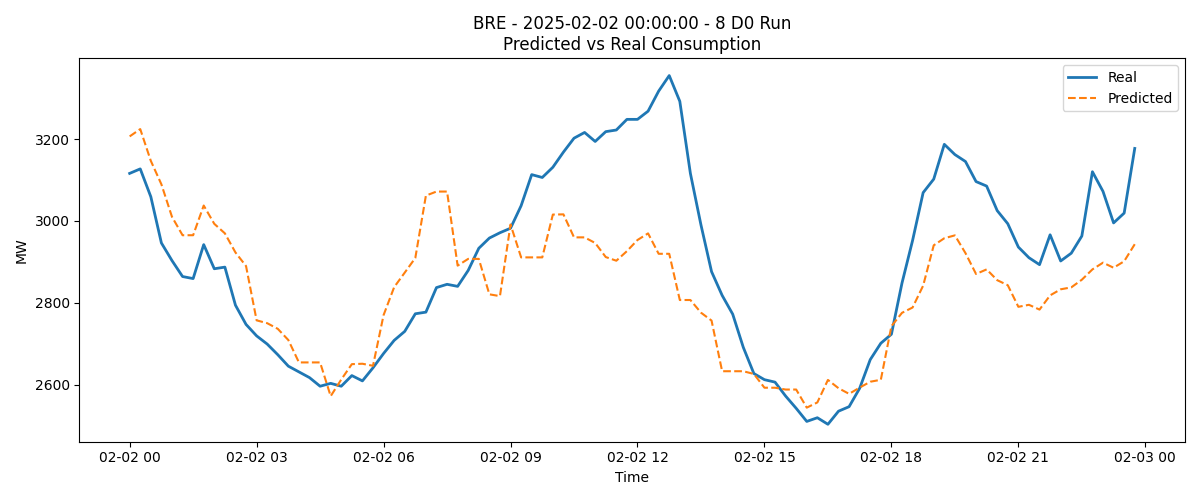 BRE - 2025-02-02 00:00:00 - 8 D0 Run
Predicted vs Real Consumption
Real
Predicted
MW
3200
3000
2800
2600
02-02 00
02-02 03
02-02 06
02-02 09
02-02 12
02-02 15
02-02 18
02-02 21
02-03 00
Time